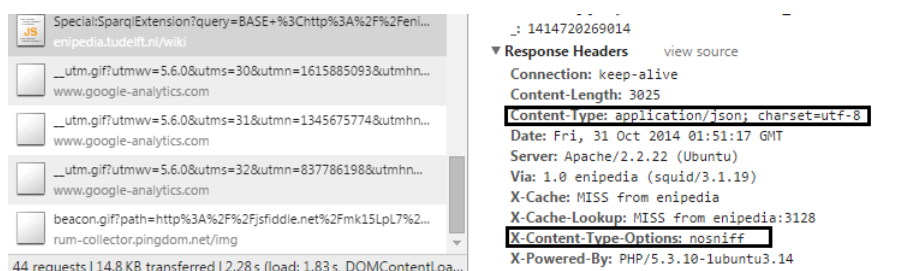 Special:SparqlExtension?query=BASE+%3Chttp%3A%2F%2Feni...
JS
enipedia.tudelft.nl/wiki
__utm.gif?utmwv=5.6.0&utms=30&utmn=1615885093&utmhn...
www.google-analytics.com
__utm.gif?utmwv=5.6.0&utms=31&utmn=1345675774&utmhn...
www.google-analytics.com
__utm.gif?utmwv=5.6.0&utms=32&utmn=837786198&utmhn...
www.google-analytics.com
beacon.gif?path=http%3A%2F%2Fjsfiddle.net%2Fmk15LpL7%2...
rum-collector.pingdom.net/img
44 requests | 14.8 KB transferred | 2.28 s (load: 1.83 s, DOMContentLoa...
_: 1414720269014
Response Headers view source
Connection: keep-alive
Content-Length: 3025
Content-Type: application/json; charset=utf-8
Date: Fri, 31 Oct 2014 01:51:17 GMT
Server: Apache/2.2.22 (Ubuntu)
Via: 1.0 enipedia (squid/3.1.19)
X-Cache: MISS from enipedia
X-Cache-Lookup: MISS from enipedia:3128
X-Content-Type-Options: nosniff
X-Powered-By: PHP/5.3.10-1ubuntu3.14